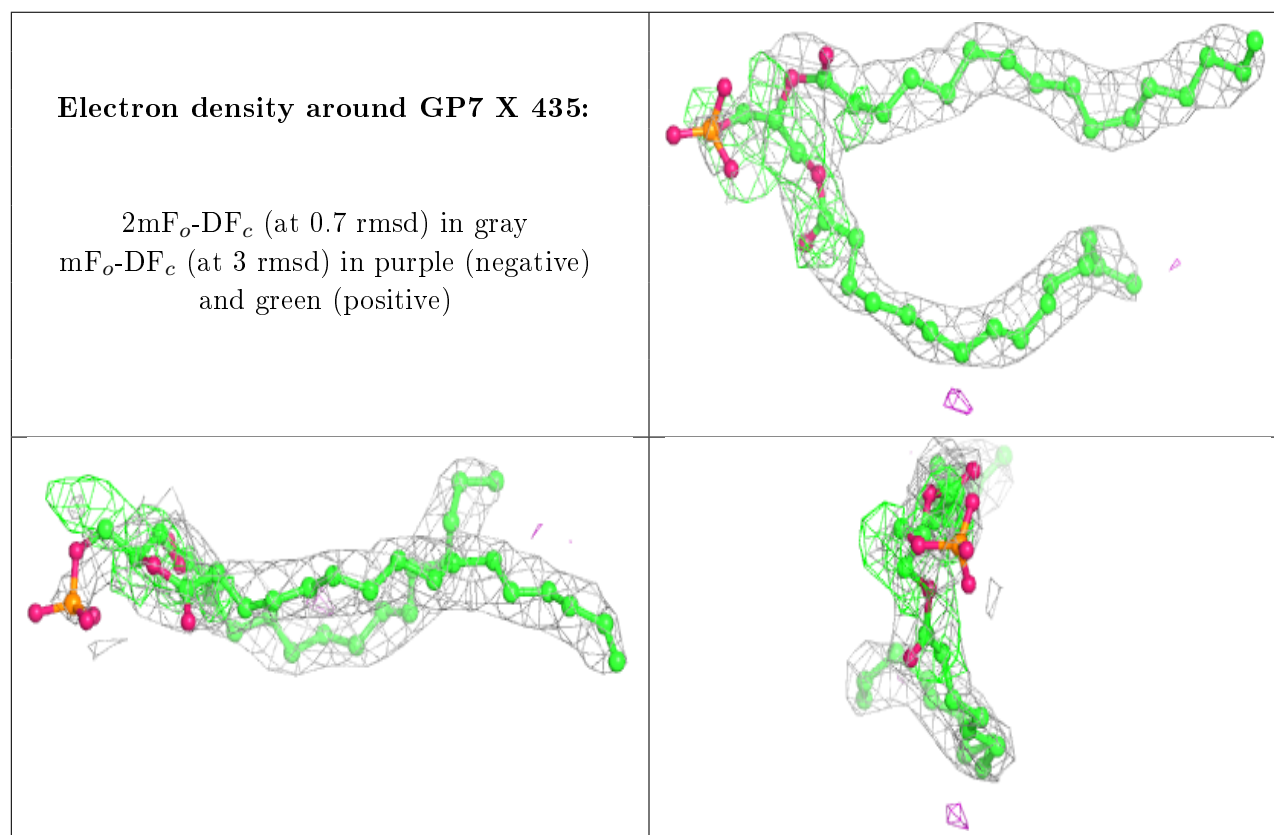 Electron density around GP7 X 435:
2mFₒ-DF𝒸 (at 0.7 rmsd) in gray
mFₒ-DF𝒸 (at 3 rmsd) in purple (negative)
and green (positive)